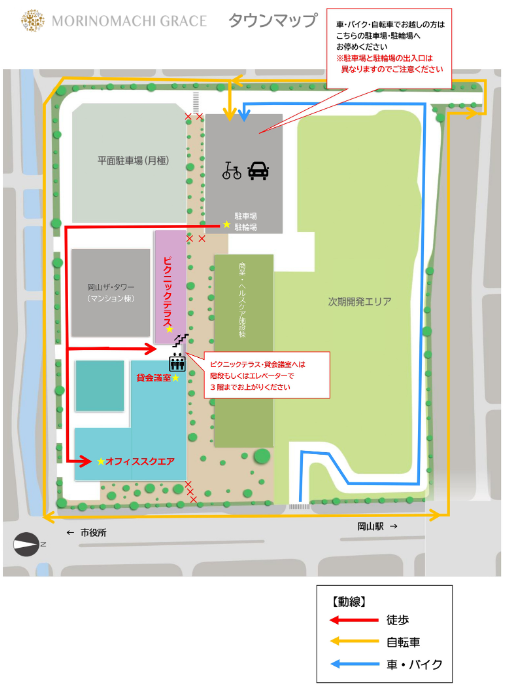 MORINOMACHI GRACE タウンマップ
車・バイク・自転車でお越しの方は
こちらの駐車場・駐輪場へ
お停めください
※駐車場と駐輪場の出入口は
異なりますのでご注意ください
平面駐車場(月極)
駐車場
駐輪場
岡山ザ・タワー
(マンション棟)
ピクニックテラス
商業・ヘルスケア施設棟
次期開発エリア
貸会議室
ピクニックテラス・貸会議室へは
階段もしくはエレベーターで
3階までお上がりください
オフィススクエア
← 市役所
岡山駅 →
N
【動線】
徒歩
自転車
車・バイク